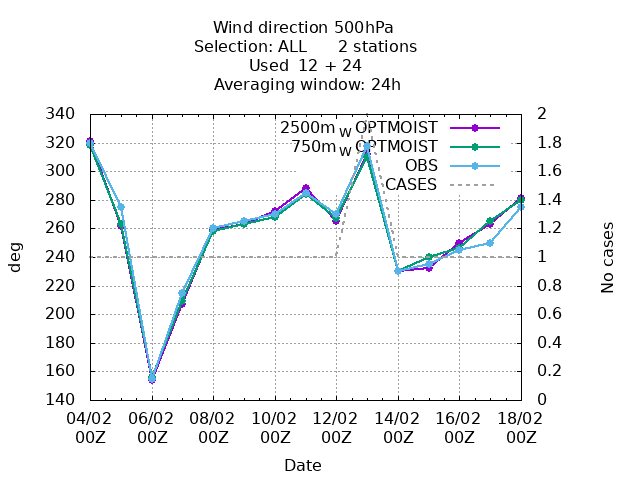 Wind direction 500hPa
Selection: ALL 2 stations
Used 12 + 24
Averaging window: 24h
340 2
2500m W OPTMOIST
320 1.8
750m W OPTMOIST
300 1.6
OBS
280 1.4
CASES
260 1.2
240 1
220 0.8
200 0.6
180 0.4
160 0.2
140 0
deg
No cases
04/02 06/02 08/02 10/02 12/02 14/02 16/02 18/02
00Z 00Z 00Z 00Z 00Z 00Z 00Z 00Z
Date